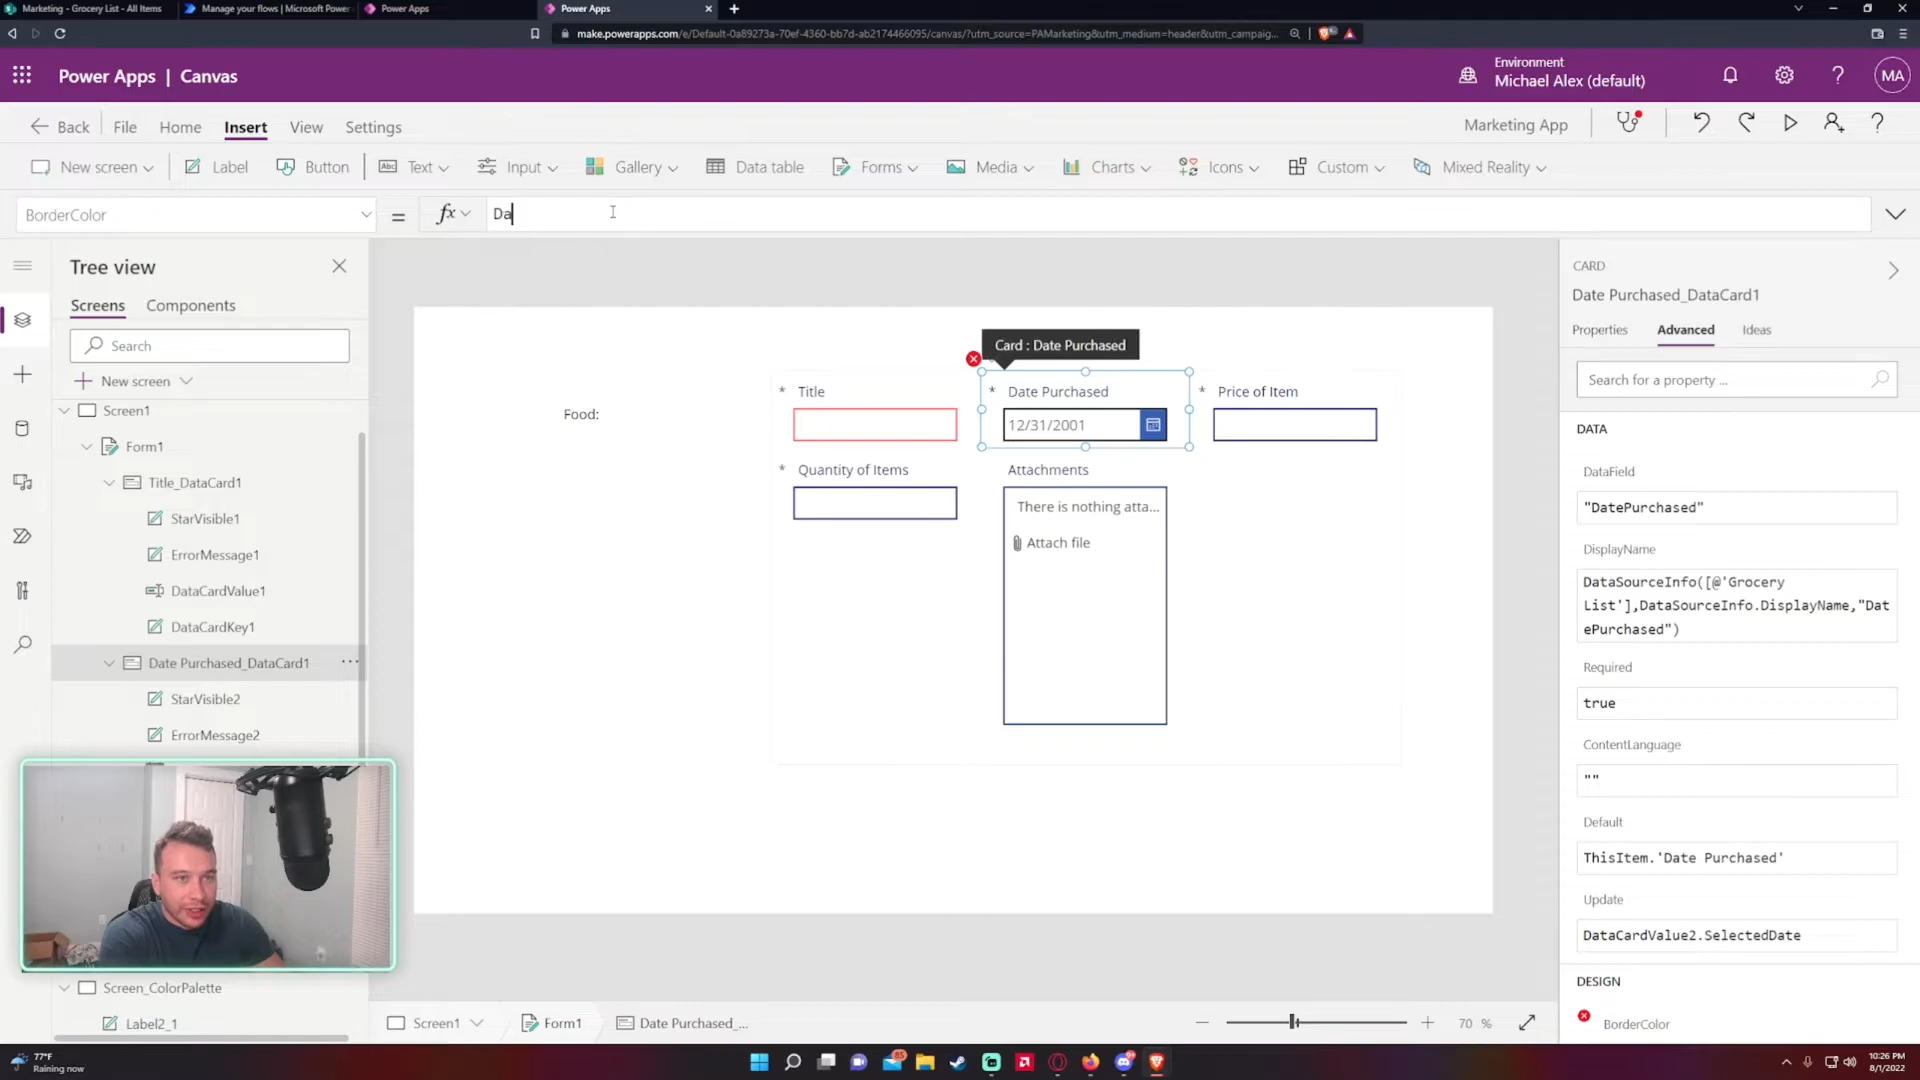 Marketing - Grocery List - All Items
Manage your flows | Microsoft Power
Power Apps
Power Apps
make.powerapps.com/e/Default-0a89273a-70ef-4360-bb7d-ab2174466095/canvas/?utm_source=PAMarketing&utm_medium=header&utm_campaig...
Power Apps | Canvas
Environment
Michael Alex (default)
MA
Back
File
Home
Insert
View
Settings
Marketing App
New screen
Label
Button
Text
Input
Gallery
Data table
Forms
Media
Charts
Icons
Custom
Mixed Reality
BorderColor
=
fx
Da
Tree view
Screens
Components
Search
New screen
Screen1
Form1
Title_DataCard1
StarVisible1
ErrorMessage1
DataCardValue1
DataCardKey1
Date Purchased_DataCard1
StarVisible2
ErrorMessage2
Screen_ColorPalette
Label2_1
Card : Date Purchased
Food:
* Title
* Date Purchased
* Price of Item
12/31/2001
* Quantity of Items
Attachments
There is nothing atta...
Attach file
CARD
Date Purchased_DataCard1
Properties
Advanced
Ideas
Search for a property ...
DATA
DataField
"DatePurchased"
DisplayName
DataSourceInfo([@'Grocery
List'],DataSourceInfo.DisplayName,"Dat
ePurchased")
Required
true
ContentLanguage
""
Default
ThisItem.'Date Purchased'
Update
DataCardValue2.SelectedDate
DESIGN
BorderColor
Screen1
Form1
Date Purchased_...
70 %
77°F
Raining now
85
10:26 PM
8/1/2022